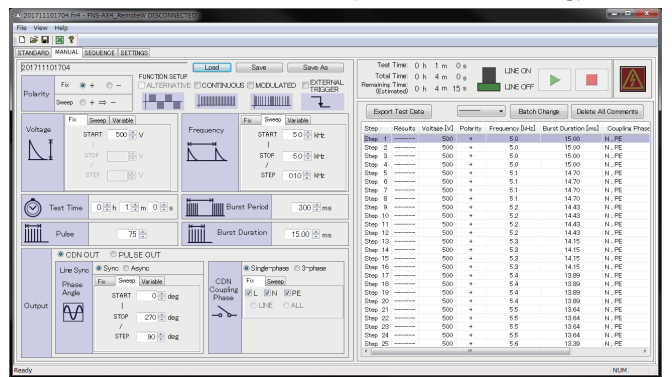 201711101704.fn4 - FNS-AX4_RemoteW DISCONNECTED
File View Help
STANDARD MANUAL SEQUENCE SETTINGS
201711101704 Load Save Save As
Polarity
Fix + -
Sweep + ⇒ -
FUNCTION SETUP
ALTERNATIVE CONTINUOUS MODULATED EXTERNAL TRIGGER
Voltage
Fix Sweep Variable
START 500 V
|
STOP V
/
STEP V
Frequency
Fix Sweep Variable
START 5.0 kHz
|
STOP 5.0 kHz
/
STEP 0.10 kHz
Test Time 0 h 1 m 0 s
Burst Period 300 ms
Pulse 75
Burst Duration 15.00 ms
Output
CDN OUT PULSE OUT
Line Sync Sync Async
Phase Angle
Fix Sweep Variable
START 0 deg
|
STOP 270 deg
/
STEP 90 deg
CDN Coupling Phase
Single-phase 3-phase
Fix Sweep
L N PE
LINE ALL
Test Time: 0 h 1 m 0 s
Total Time: 0 h 4 m 0 s
Remaining Time: (Estimated) 0 h 4 m 15 s
LINE ON
LINE OFF
Export Test Data Batch Change Delete All Comments
Step Results Voltage [V] Polarity Frequency [kHz] Burst Duration [ms] Coupling Phase
Step 1 ------- 500 + 5.0 15.00 N , PE
Step 2 ------- 500 + 5.0 15.00 N , PE
Step 3 ------- 500 + 5.0 15.00 N , PE
Step 4 ------- 500 + 5.0 15.00 N , PE
Step 5 ------- 500 + 5.1 14.70 N , PE
Step 6 ------- 500 + 5.1 14.70 N , PE
Step 7 ------- 500 + 5.1 14.70 N , PE
Step 8 ------- 500 + 5.1 14.70 N , PE
Step 9 ------- 500 + 5.2 14.43 N , PE
Step 10 ------- 500 + 5.2 14.43 N , PE
Step 11 ------- 500 + 5.2 14.43 N , PE
Step 12 ------- 500 + 5.2 14.43 N , PE
Step 13 ------- 500 + 5.3 14.15 N , PE
Step 14 ------- 500 + 5.3 14.15 N , PE
Step 15 ------- 500 + 5.3 14.15 N , PE
Step 16 ------- 500 + 5.3 14.15 N , PE
Step 17 ------- 500 + 5.4 13.89 N , PE
Step 18 ------- 500 + 5.4 13.89 N , PE
Step 19 ------- 500 + 5.4 13.89 N , PE
Step 20 ------- 500 + 5.4 13.89 N , PE
Step 21 ------- 500 + 5.5 13.64 N , PE
Step 22 ------- 500 + 5.5 13.64 N , PE
Step 23 ------- 500 + 5.5 13.64 N , PE
Step 24 ------- 500 + 5.5 13.64 N , PE
Step 25 ------- 500 + 5.6 13.39 N , PE
Ready NUM